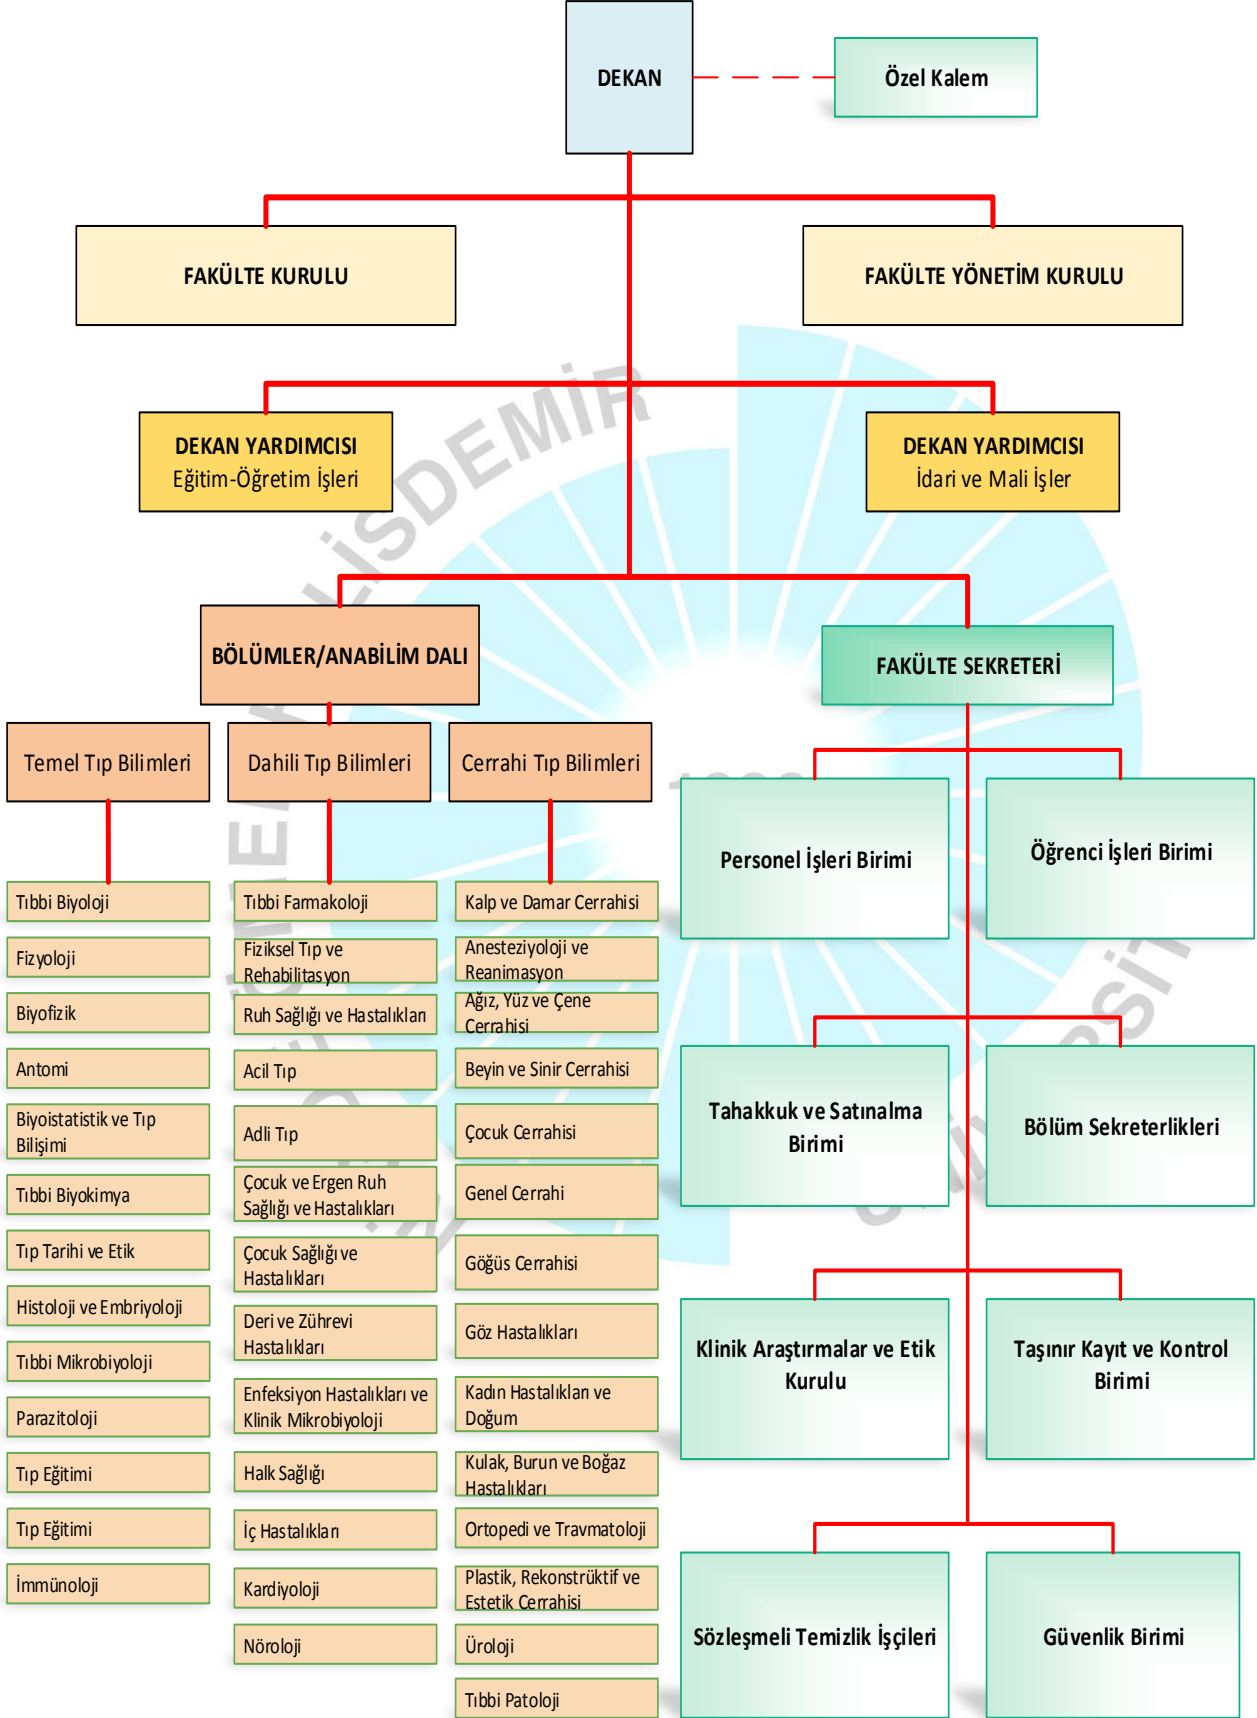 DEKAN
Özel Kalem
FAKÜLTE KURULU
FAKÜLTE YÖNETİM KURULU
DEKAN YARDIMCISI
Eğitim-Öğretim İşleri
DEKAN YARDIMCISI
İdari ve Mali İşler
BÖLÜMLER/ANABİLİM DALI
FAKÜLTE SEKRETERİ
Temel Tıp Bilimleri
Dahili Tıp Bilimleri
Cerrahi Tıp Bilimleri
Tıbbi Biyoloji
Fizyoloji
Biyofizik
Antomi
Biyoistatistik ve Tıp
Bilişimi
Tıbbi Biyokimya
Tıp Tarihi ve Etik
Histoloji ve Embriyoloji
Tıbbi Mikrobiyoloji
Parazitoloji
Tıp Eğitimi
Tıp Eğitimi
İmmünoloji
Tıbbi Farmakoloji
Fiziksel Tıp ve
Rehabilitasyon
Ruh Sağlığı ve Hastalıkları
Acil Tıp
Adli Tıp
Çocuk ve Ergen Ruh
Sağlığı ve Hastalıkları
Çocuk Sağlığı ve
Hastalıkları
Deri ve Zührevi
Hastalıkları
Enfeksiyon Hastalıkları ve
Klinik Mikrobiyoloji
Halk Sağlığı
İç Hastalıkları
Kardiyoloji
Nöroloji
Kalp ve Damar Cerrahisi
Anesteziyoloji ve
Reanimasyon
Ağız, Yüz ve Çene
Cerrahisi
Beyin ve Sinir Cerrahisi
Çocuk Cerrahisi
Genel Cerrahi
Göğüs Cerrahisi
Göz Hastalıkları
Kadın Hastalıkları ve
Doğum
Kulak, Burun ve Boğaz
Hastalıkları
Ortopedi ve Travmatoloji
Plastik, Rekonstrüktif ve
Estetik Cerrahisi
Üroloji
Tıbbi Patoloji
Personel İşleri Birimi
Öğrenci İşleri Birimi
Tahakkuk ve Satınalma
Birimi
Bölüm Sekreterlikleri
Klinik Araştırmalar ve Etik
Kurulu
Taşınır Kayıt ve Kontrol
Birimi
Sözleşmeli Temizlik İşçileri
Güvenlik Birimi